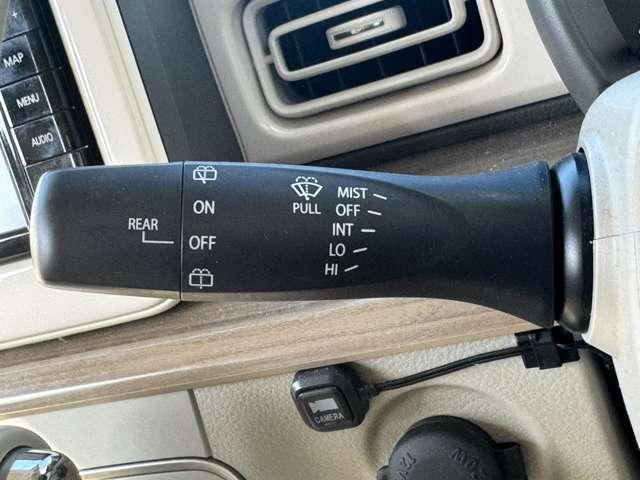 MAP
MENU
AUDIO
REAR
ON
OFF
PULL
MIST
OFF
INT
LO
HI
CAMERA